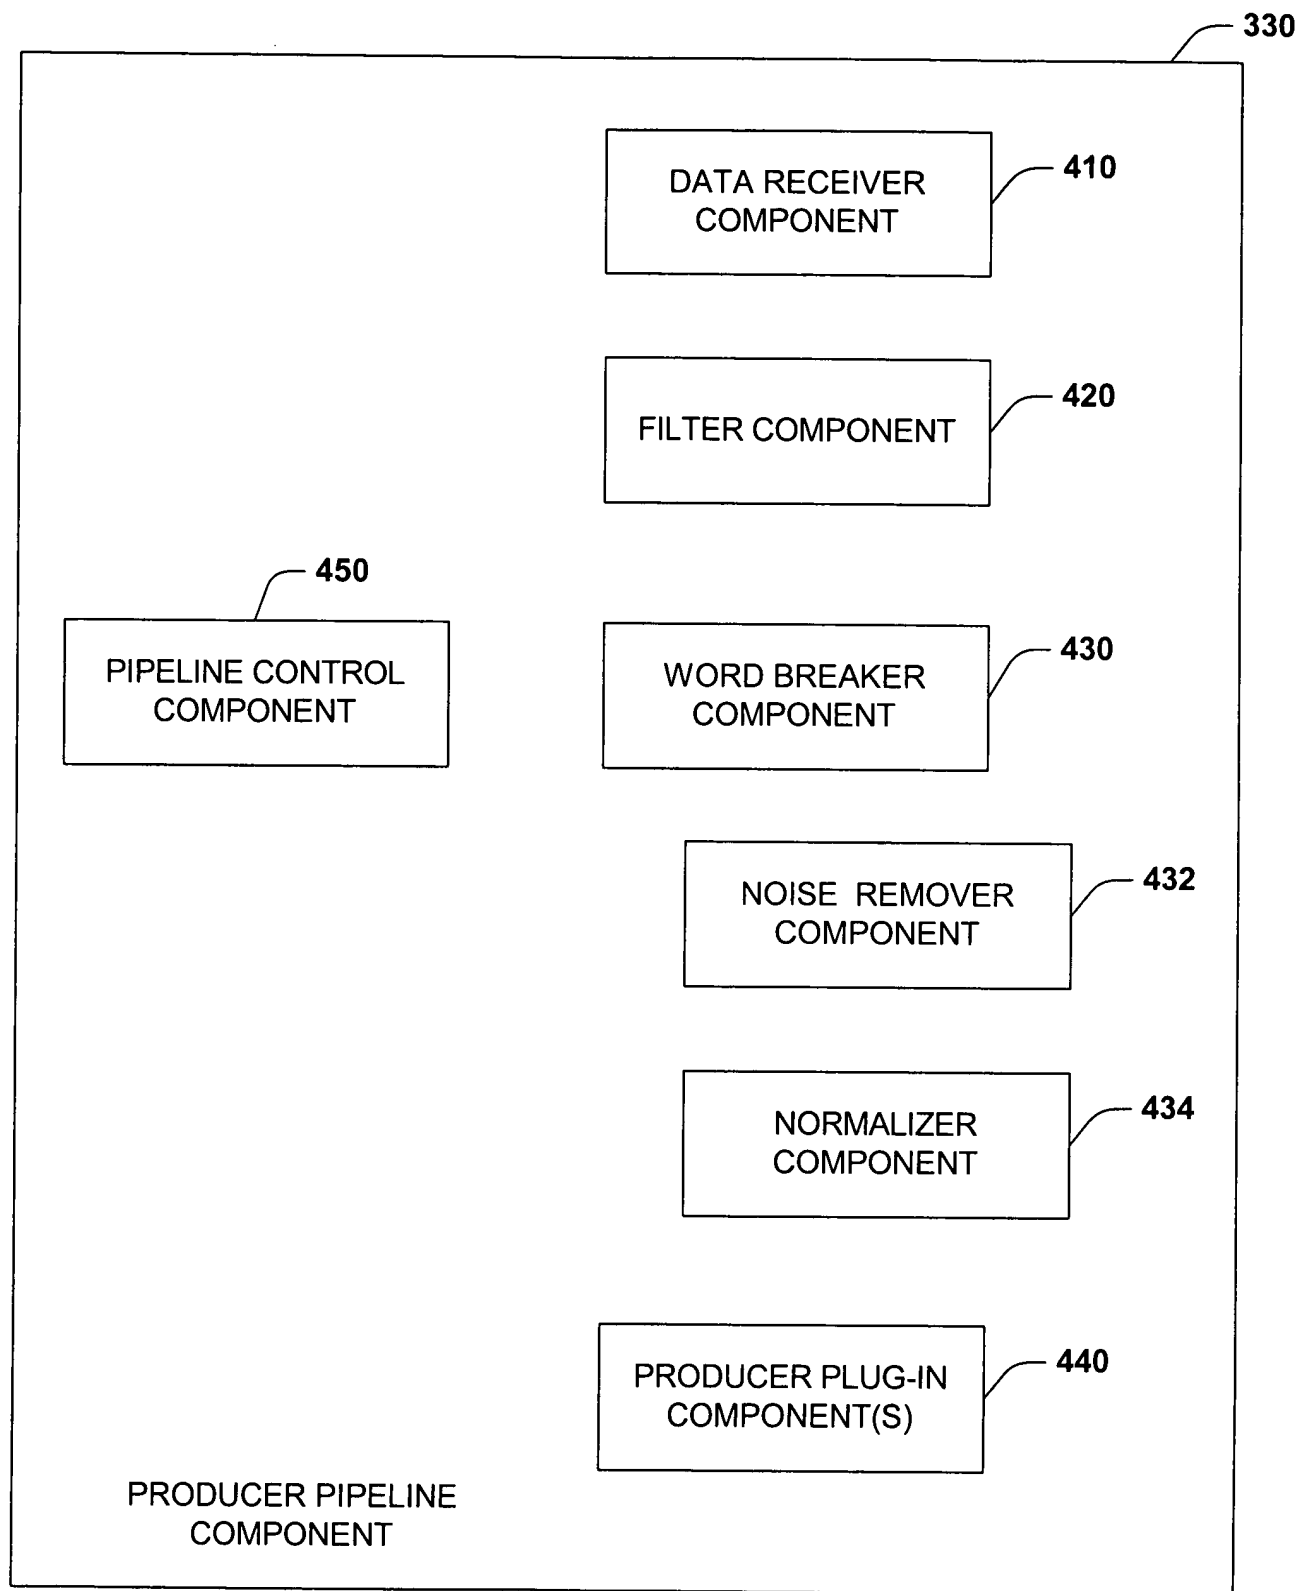 330
DATA RECEIVER
COMPONENT
410
FILTER COMPONENT
420
450
PIPELINE CONTROL
COMPONENT
WORD BREAKER
COMPONENT
430
NOISE REMOVER
COMPONENT
432
NORMALIZER
COMPONENT
434
PRODUCER PLUG-IN
COMPONENT(S)
440
PRODUCER PIPELINE
COMPONENT